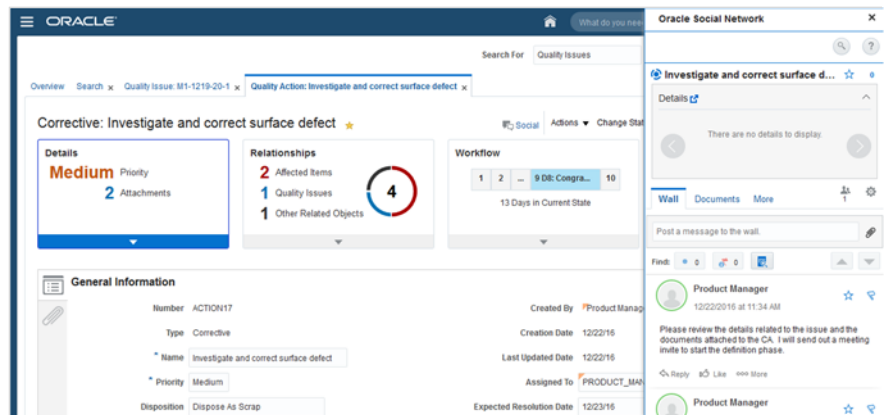 ORACLE
What do you nee
Search For Quality Issues
Overview Search x Quality Issue: M1-1219-20-1 x Quality Action: Investigate and correct surface defect x
Corrective: Investigate and correct surface defect
Social Actions Change Stat
Details
Medium Priority
2 Attachments
Relationships
2 Affected Items
1 Quality Issues
1 Other Related Objects
4
Workflow
1 2 ... 9 D8: Congra... 10
13 Days in Current State
General Information
Number ACTION17
Type Corrective
* Name Investigate and correct surface defect
* Priority Medium
Disposition Dispose As Scrap
Created By Product Manag
Creation Date 12/22/16
Last Updated Date 12/22/16
Assigned To PRODUCT_MAN
Expected Resolution Date 12/23/16
Oracle Social Network x
?
Investigate and correct surface d... 0
Details
There are no details to display.
Wall Documents More 1
Post a message to the wall.
Find: 0 0
Product Manager
12/22/2016 at 11:34 AM
Please review the details related to the issue and the
documents attached to the CA. I will send out a meeting
invite to start the definition phase.
Reply Like ooo More
Product Manager